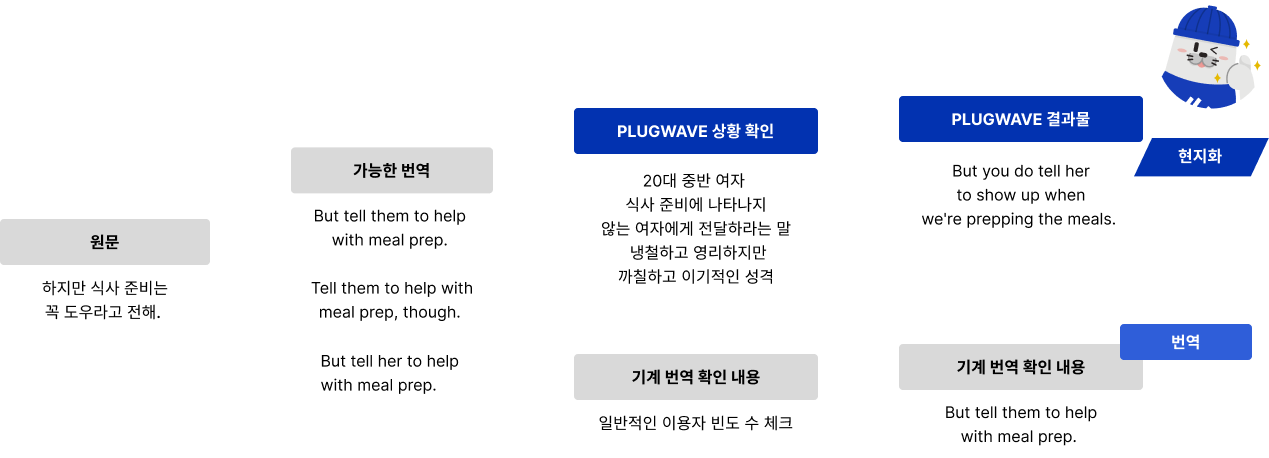 원문
하지만 식사 준비는
꼭 도우라고 전해.
가능한 번역
But tell them to help
with meal prep.
Tell them to help with
meal prep, though.
But tell her to help
with meal prep.
PLUGWAVE 상황 확인
20대 중반 여자
식사 준비에 나타나지
않는 여자에게 전달하라는 말
냉철하고 영리하지만
까칠하고 이기적인 성격
기계 번역 확인 내용
일반적인 이용자 빈도 수 체크
PLUGWAVE 결과물
현지화
But you do tell her
to show up when
we're prepping the meals.
번역
기계 번역 확인 내용
But tell them to help
with meal prep.